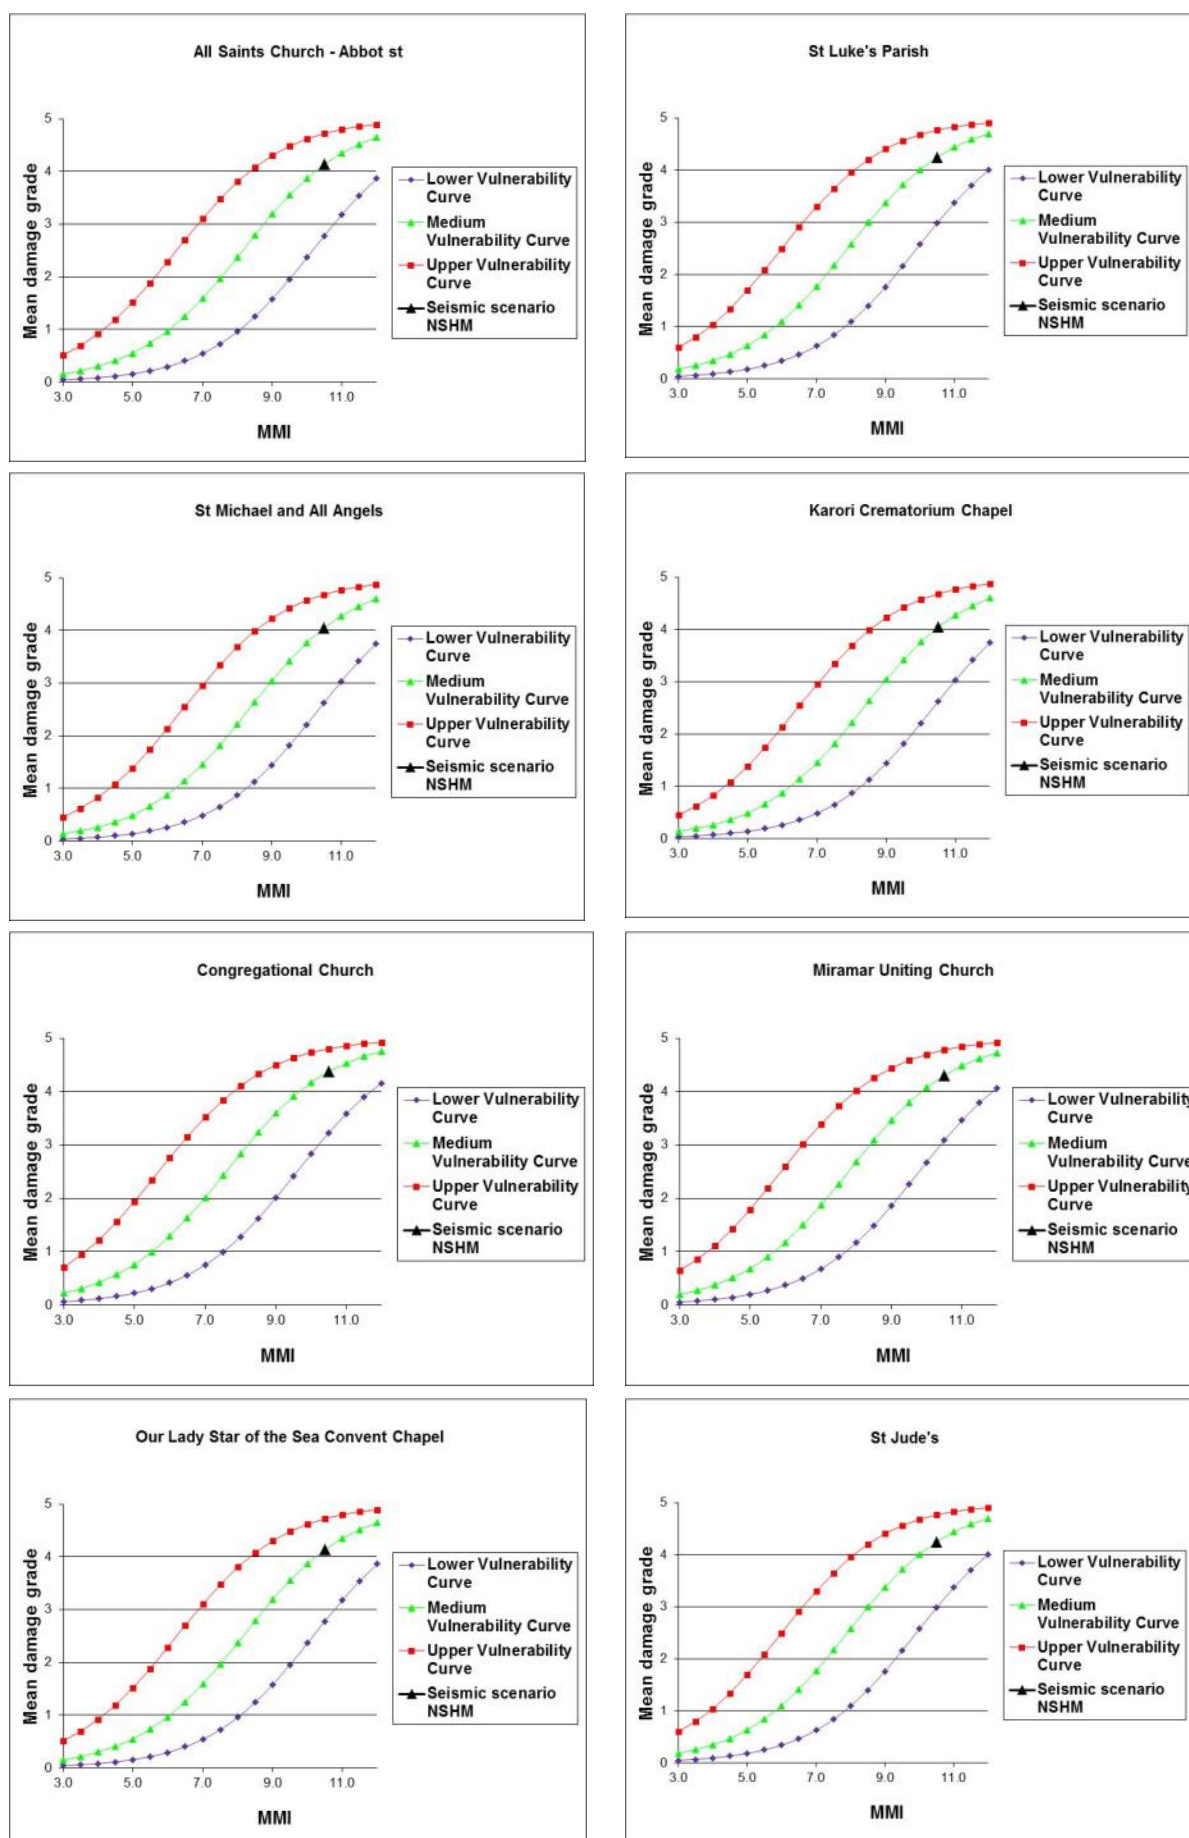 All Saints Church - Abbot st
Mean damage grade
5
4
3
2
1
0
3.0 5.0 7.0 9.0 11.0
MMI
Lower Vulnerability
Curve
Medium
Vulnerability Curve
Upper Vulnerability
Curve
Seismic scenario
NSHM
St Luke's Parish
Mean damage grade
5
4
3
2
1
0
3.0 5.0 7.0 9.0 11.0
MMI
Lower Vulnerability
Curve
Medium
Vulnerability Curve
Upper Vulnerability
Curve
Seismic scenario
NSHM
St Michael and All Angels
Mean damage grade
5
4
3
2
1
0
3.0 5.0 7.0 9.0 11.0
MMI
Lower Vulnerability
Curve
Medium
Vulnerability Curve
Upper Vulnerability
Curve
Seismic scenario
NSHM
Karori Crematorium Chapel
Mean damage grade
5
4
3
2
1
0
3.0 5.0 7.0 9.0 11.0
MMI
Lower Vulnerability
Curve
Medium
Vulnerability Curve
Upper Vulnerability
Curve
Seismic scenario
NSHM
Congregational Church
Mean damage grade
5
4
3
2
1
0
3.0 5.0 7.0 9.0 11.0
MMI
Lower Vulnerability
Curve
Medium
Vulnerability Curve
Upper Vulnerability
Curve
Seismic scenario
NSHM
Miramar Uniting Church
Mean damage grade
5
4
3
2
1
0
3.0 5.0 7.0 9.0 11.0
MMI
Lower Vulnerability
Curve
Medium
Vulnerability Curve
Upper Vulnerability
Curve
Seismic scenario
NSHM
Our Lady Star of the Sea Convent Chapel
Mean damage grade
5
4
3
2
1
0
3.0 5.0 7.0 9.0 11.0
MMI
Lower Vulnerability
Curve
Medium
Vulnerability Curve
Upper Vulnerability
Curve
Seismic scenario
NSHM
St Jude's
Mean damage grade
5
4
3
2
1
0
3.0 5.0 7.0 9.0 11.0
MMI
Lower Vulnerability
Curve
Medium
Vulnerability Curve
Upper Vulnerability
Curve
Seismic scenario
NSHM